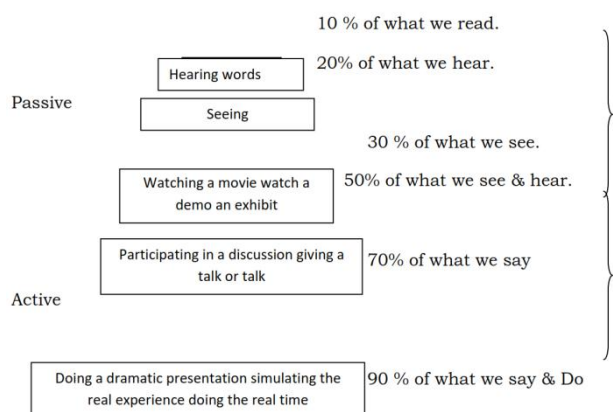 10 % of what we read.
Hearing words
20% of what we hear.
Passive
Seeing
30 % of what we see.
Watching a movie watch a
demo an exhibit
50% of what we see & hear.
Participating in a discussion giving a
talk or talk
70% of what we say
Active
Doing a dramatic presentation simulating the
real experience doing the real time
90 % of what we say & Do